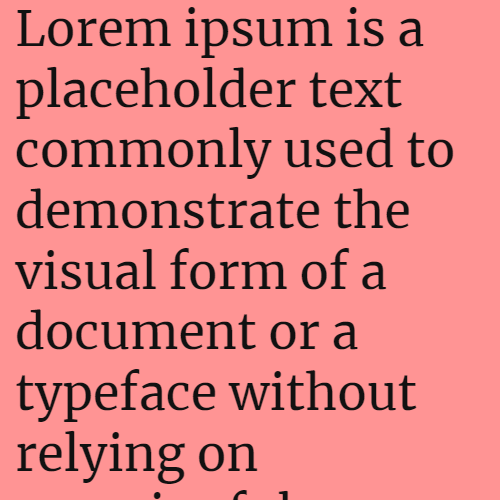 Lorem ipsum is a
placeholder text
commonly used to
demonstrate the
visual form of a
document or a
typeface without
relying on